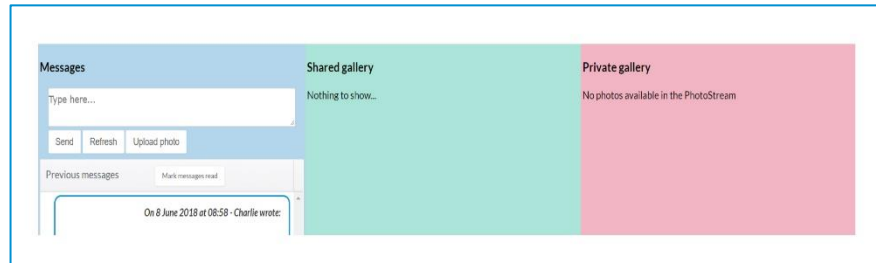 Messages
Type here...
Send Refresh Upload photo
Previous messages Mark messages read
On 8 June 2018 at 08:58 - Charlie wrote:
Shared gallery
Nothing to show...
Private gallery
No photos available in the PhotoStream